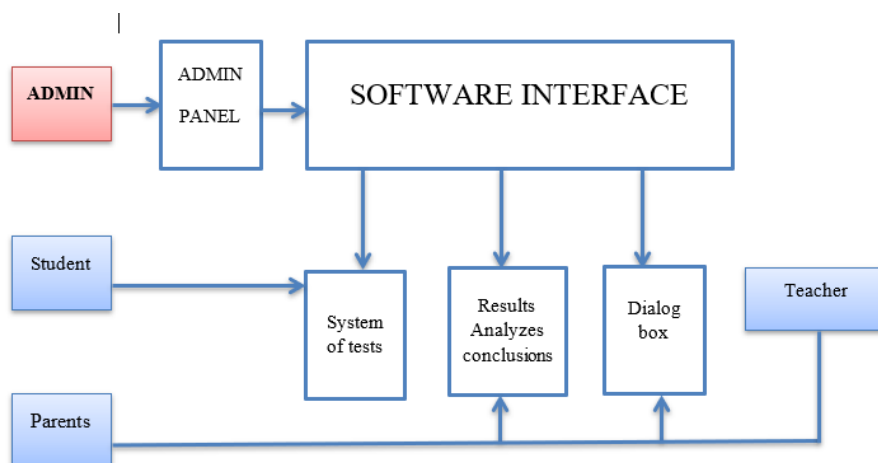 ADMIN
ADMIN
PANEL
SOFTWARE INTERFACE
Student
System
of tests
Results
Analyzes
conclusions
Dialog
box
Teacher
Parents